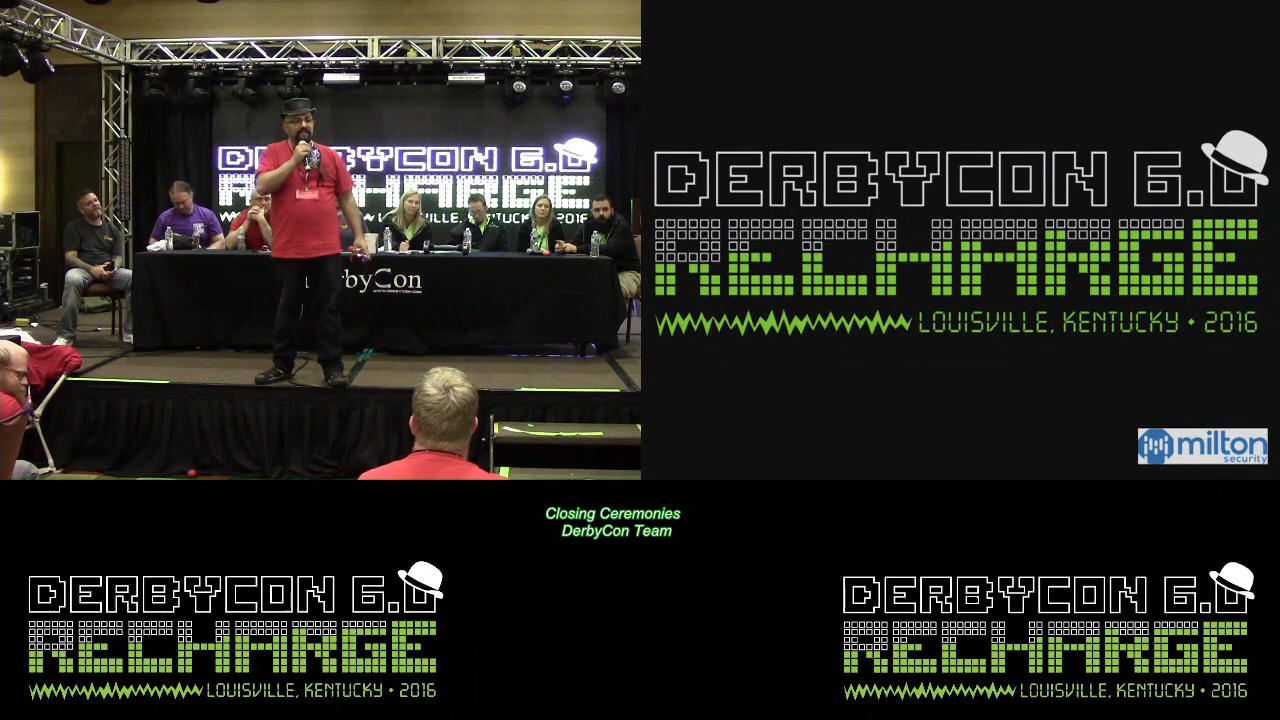 DERBYCON 6.0
RECHARGE
LOUISVILLE, KENTUCKY 2016
DerbyCon
DERBYCON 6.0
RECHARGE
LOUISVILLE, KENTUCKY • 2016
milton
security
Closing Ceremonies
DerbyCon Team
DERBYCON 6.0
RECHARGE
LOUISVILLE, KENTUCKY • 2016
DERBYCON 6.0
RECHARGE
LOUISVILLE, KENTUCKY • 2016